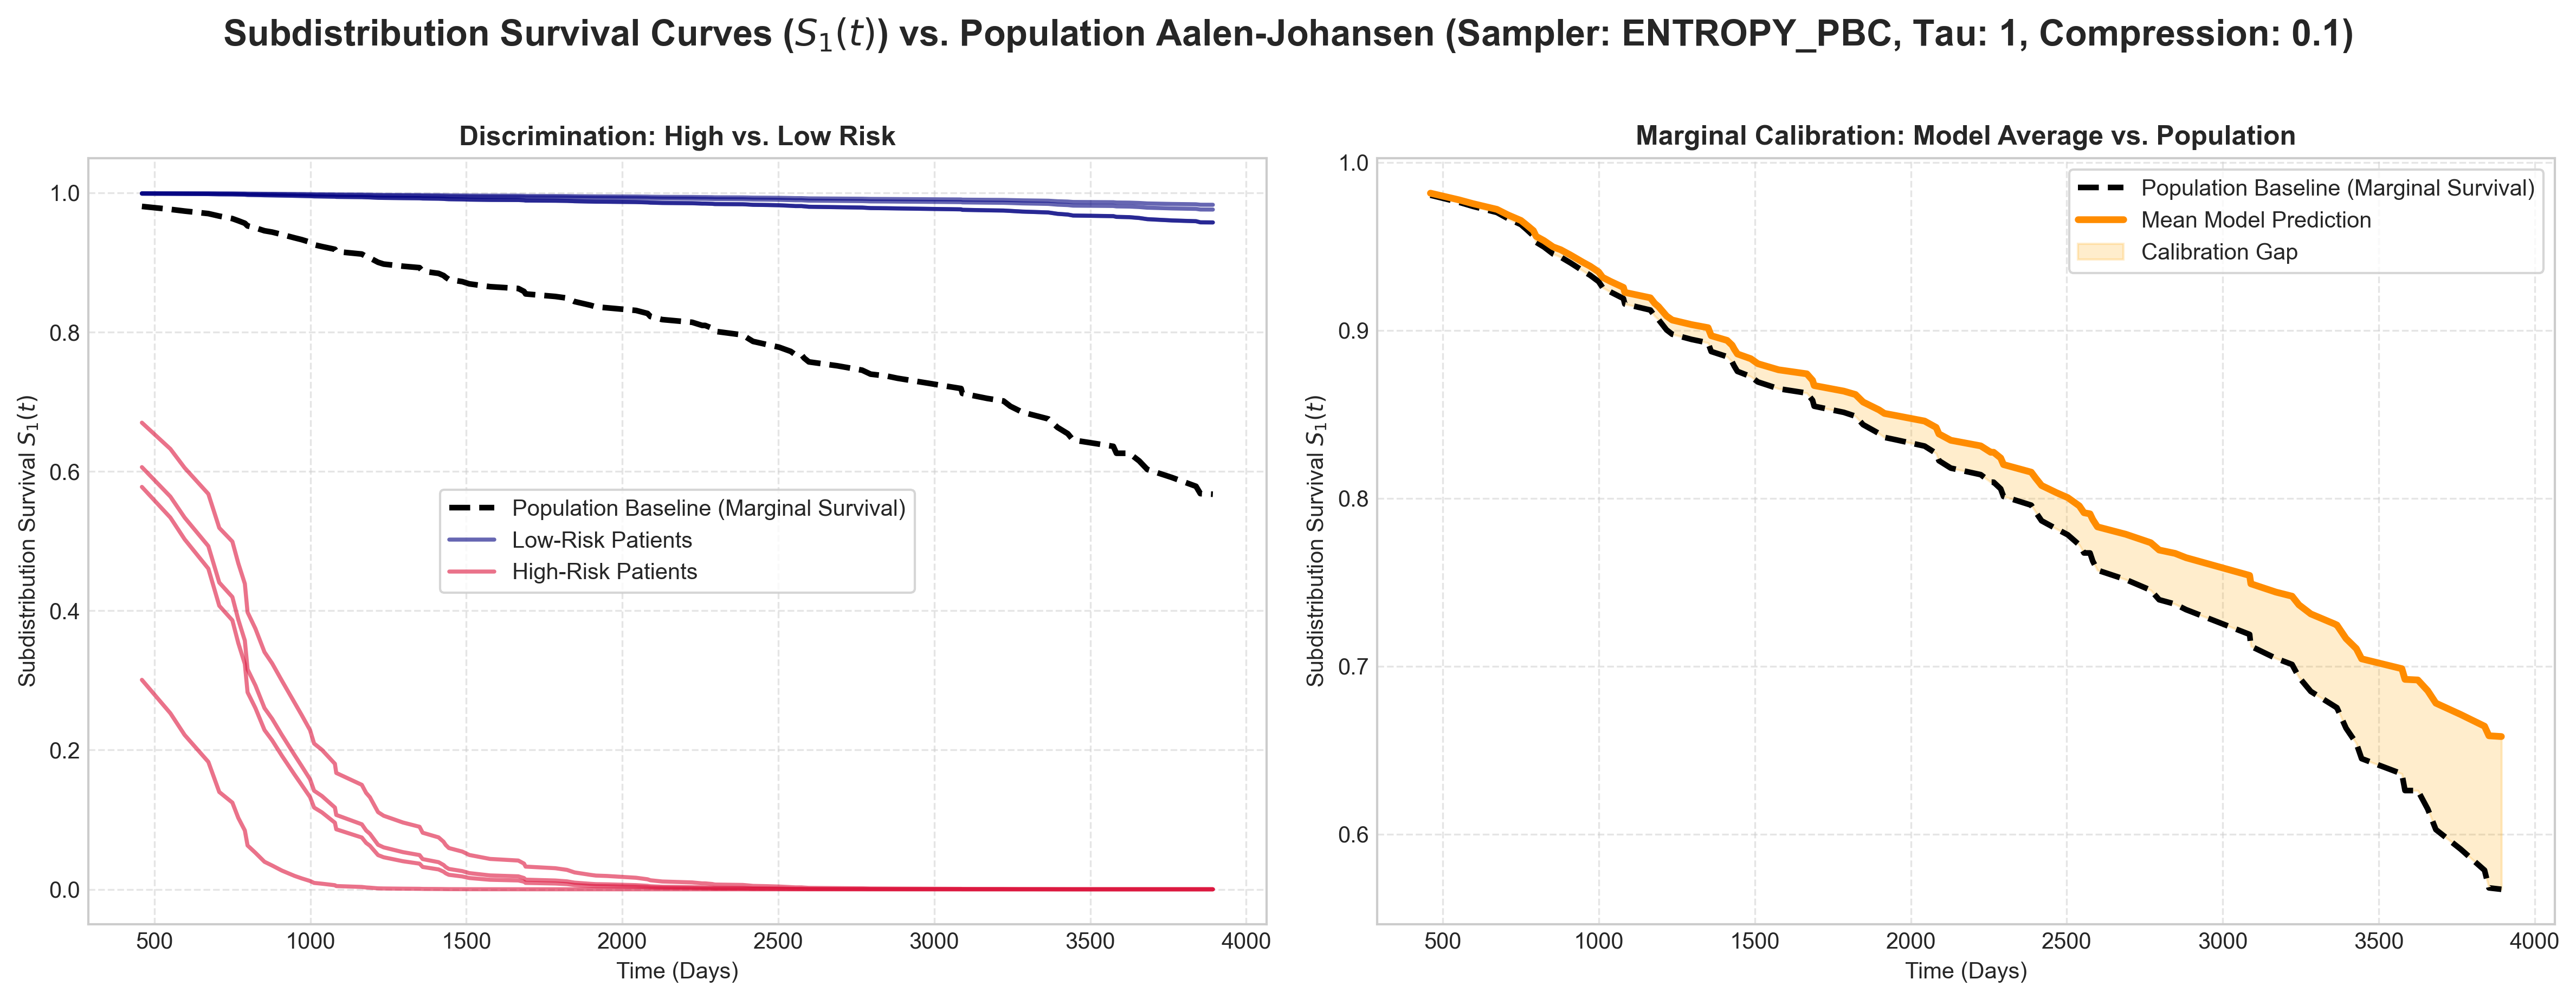 Subdistribution Survival Curves (S₁(t)) vs. Population Aalen-Johansen (Sampler: ENTROPY_PBC, Tau: 1, Compression: 0.1)
Discrimination: High vs. Low Risk
Subdistribution Survival S₁(t)
1.0
0.8
0.6
0.4
0.2
0.0
Population Baseline (Marginal Survival)
Low-Risk Patients
High-Risk Patients
500 1000 1500 2000 2500 3000 3500 4000
Time (Days)
Marginal Calibration: Model Average vs. Population
Subdistribution Survival S₁(t)
1.0
0.9
0.8
0.7
0.6
Population Baseline (Marginal Survival)
Mean Model Prediction
Calibration Gap
500 1000 1500 2000 2500 3000 3500 4000
Time (Days)